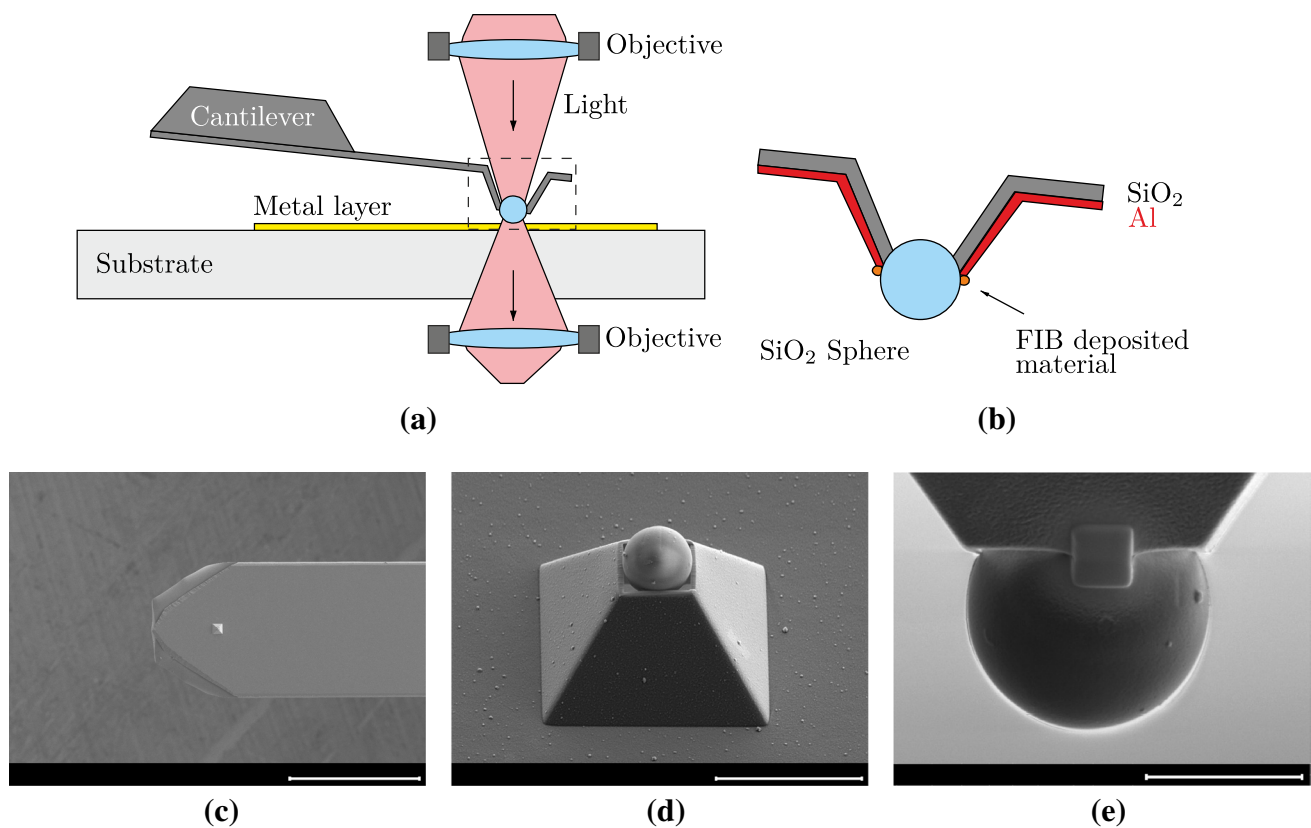 Objective
Light
Cantilever
Metal layer
Substrate
Objective
(a)
SiO₂
Al
FIB deposited
material
SiO₂ Sphere
(b)
(c)
(d)
(e)